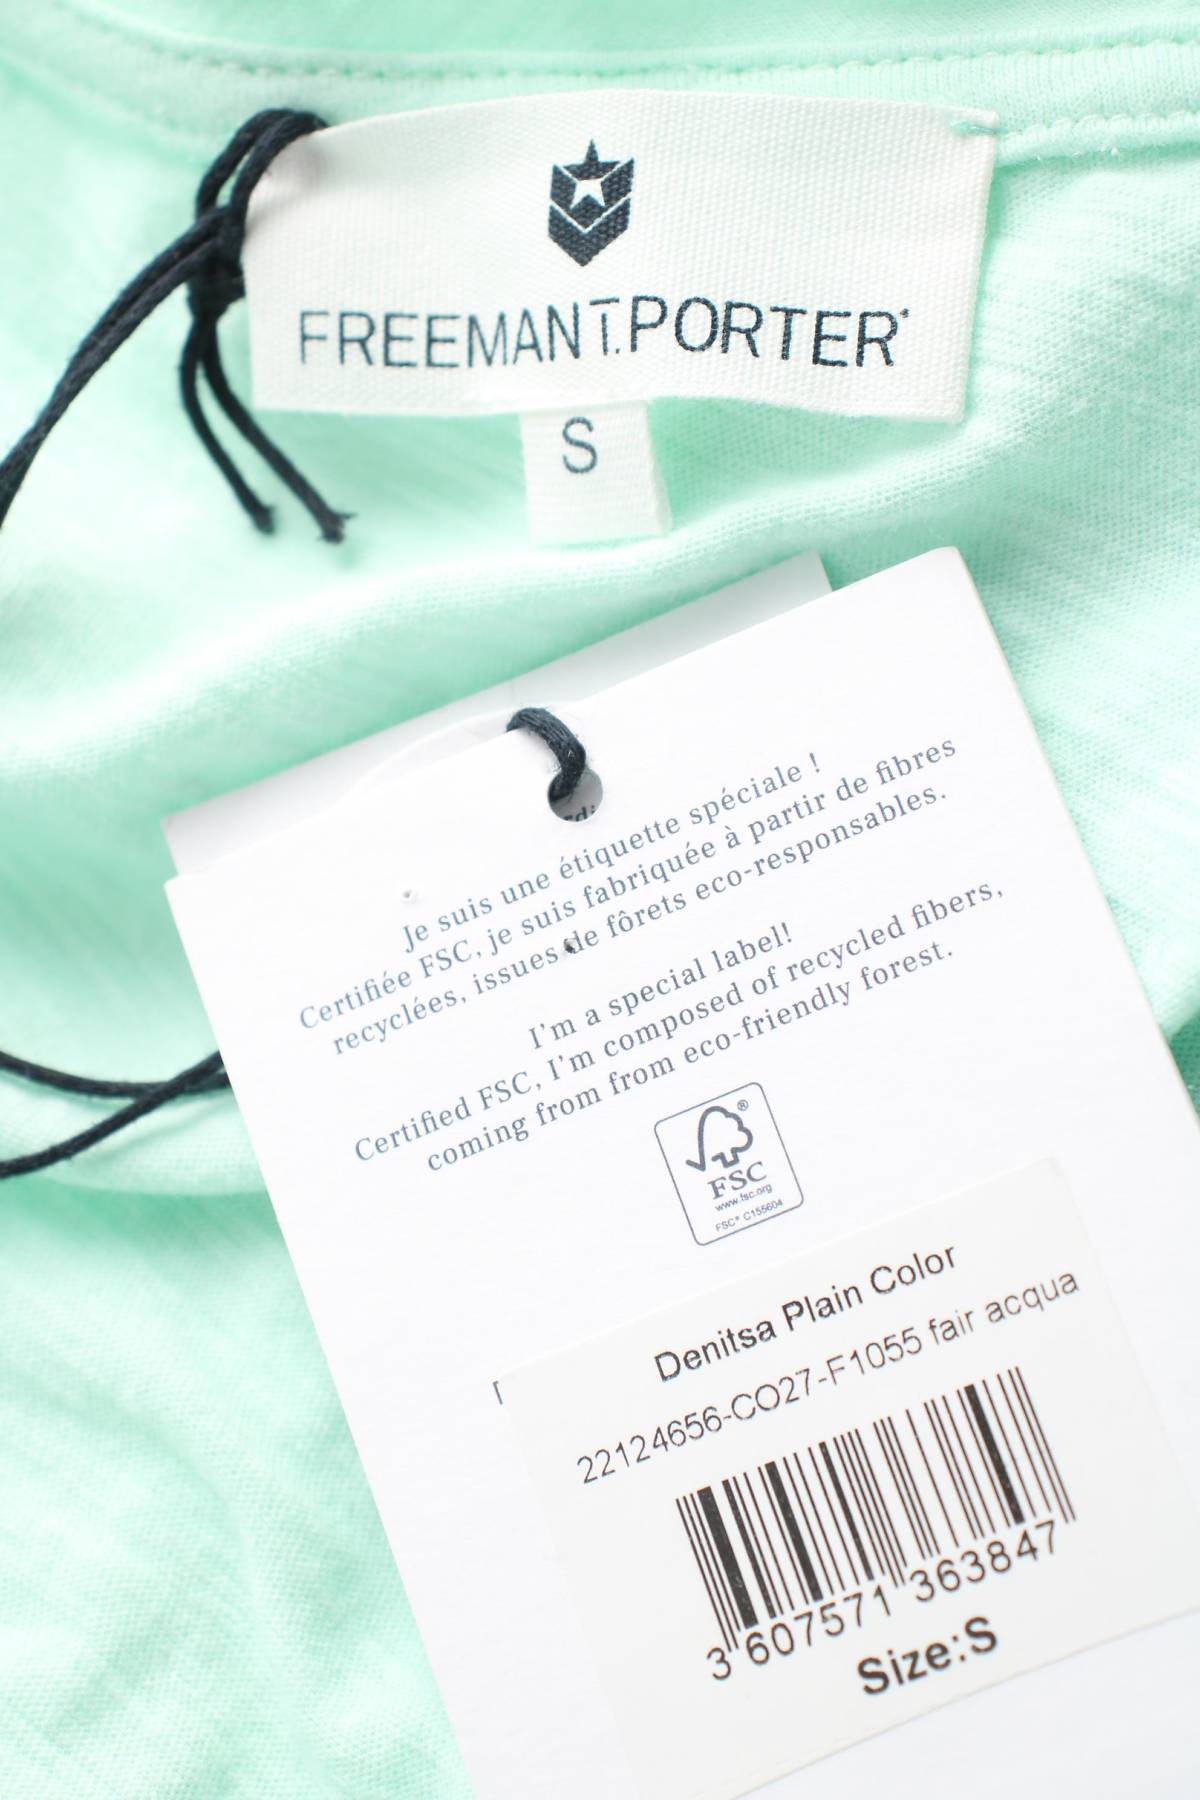 FREEMAN T. PORTER
S
Je suis une étiquette spéciale !
Certifiée FSC, je suis fabriquée à partir de fibres
recyclées, issues de fôrets eco-responsables.
I'm a special label!
Certified FSC, I'm composed of recycled fibers,
coming from from eco-friendly forest.
FSC
www.fsc.org
FSC® C155604
Denitsa Plain Color
22124656-CO27-F1055 fair acqua
3 607571 363847
Size:S